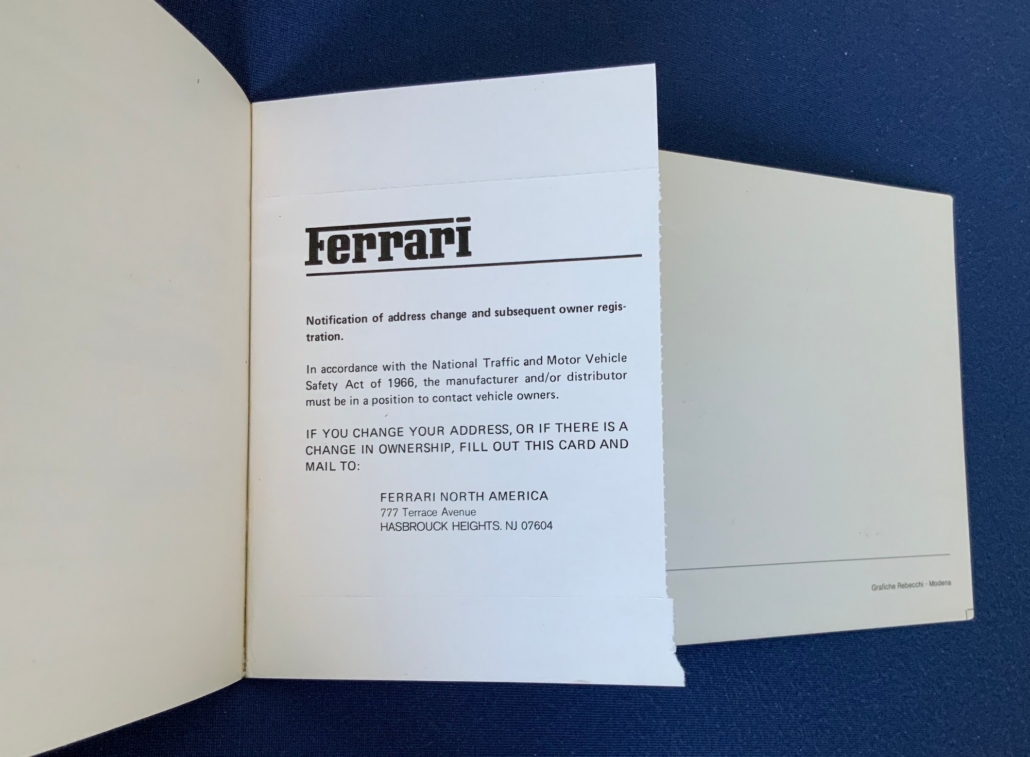 Ferrari
Notification of address change and subsequent owner regis-
tration.
In accordance with the National Traffic and Motor Vehicle
Safety Act of 1966, the manufacturer and/or distributor
must be in a position to contact vehicle owners.
IF YOU CHANGE YOUR ADDRESS, OR IF THERE IS A
CHANGE IN OWNERSHIP, FILL OUT THIS CARD AND
MAIL TO:
FERRARI NORTH AMERICA
777 Terrace Avenue
HASBROUCK HEIGHTS. NJ 07604
Grafiche Rebecchi - Modena